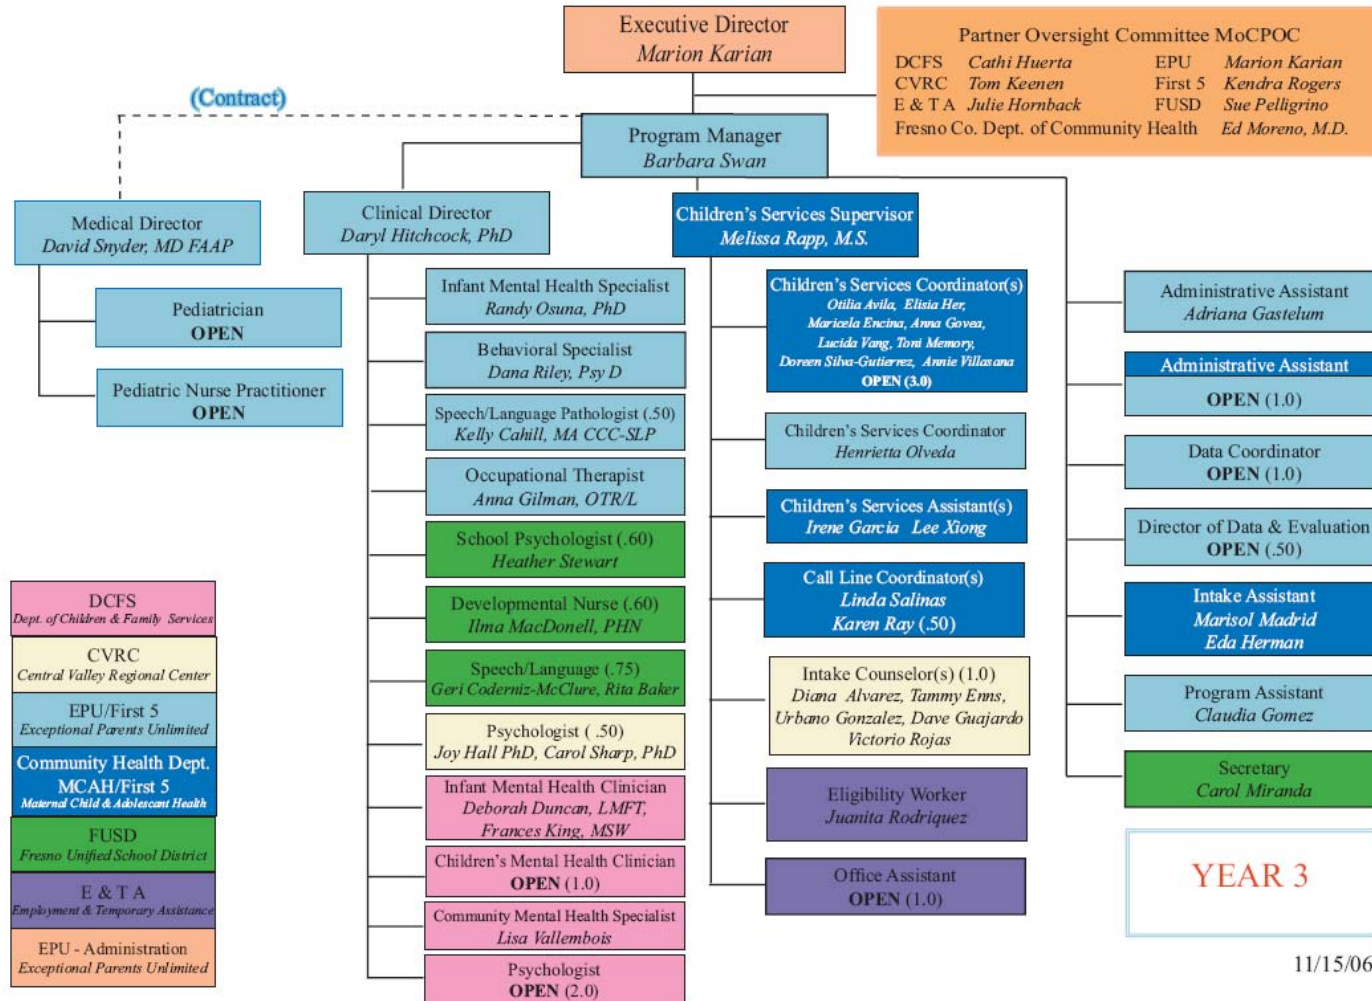 Executive Director
Marion Karian
Partner Oversight Committee MoCPOC
DCFS Cathi Huerta EPU Marion Karian
CVRC Tom Keenen First 5 Kendra Rogers
E & T A Julie Hornback FUSD Sue Pelligrino
Fresno Co. Dept. of Community Health Ed Moreno, M.D.
(Contract)
Program Manager
Barbara Swan
Medical Director
David Snyder, MD FAAP
Pediatrician
OPEN
Pediatric Nurse Practitioner
OPEN
Clinical Director
Daryl Hitchcock, PhD
Infant Mental Health Specialist
Randy Osuna, PhD
Behavioral Specialist
Dana Riley, Psy D
Speech/Language Pathologist (.50)
Kelly Cahill, MA CCC-SLP
Occupational Therapist
Anna Gilman, OTR/L
School Psychologist (.60)
Heather Stewart
Developmental Nurse (.60)
Ilma MacDonell, PHN
Speech/Language (.75)
Geri Coderniz-McClure, Rita Baker
Psychologist ( .50)
Joy Hall PhD, Carol Sharp, PhD
Infant Mental Health Clinician
Deborah Duncan, LMFT,
Frances King, MSW
Children's Mental Health Clinician
OPEN (1.0)
Community Mental Health Specialist
Lisa Vallembois
Psychologist
OPEN (2.0)
Children's Services Supervisor
Melissa Rapp, M.S.
Children's Services Coordinator(s)
Otilia Avila, Elisia Her,
Maricela Encina, Anna Govea,
Lucida Vang, Toni Memory,
Doreen Silva-Gutierrez, Annie Villasana
OPEN (3.0)
Children's Services Coordinator
Henrietta Olveda
Children's Services Assistant(s)
Irene Garcia Lee Xiong
Call Line Coordinator(s)
Linda Salinas
Karen Ray (.50)
Intake Counselor(s) (1.0)
Diana Alvarez, Tammy Enns,
Urbano Gonzalez, Dave Guajardo
Victorio Rojas
Eligibility Worker
Juanita Rodriquez
Office Assistant
OPEN (1.0)
Administrative Assistant
Adriana Gastelum
Administrative Assistant
OPEN (1.0)
Data Coordinator
OPEN (1.0)
Director of Data & Evaluation
OPEN (.50)
Intake Assistant
Marisol Madrid
Eda Herman
Program Assistant
Claudia Gomez
Secretary
Carol Miranda
DCFS
Dept. of Children & Family Services
CVRC
Central Valley Regional Center
EPU/First 5
Exceptional Parents Unlimited
Community Health Dept.
MCAH/First 5
Maternal Child & Adolescant Health
FUSD
Fresno Unified School District
E & T A
Employment & Temporary Assistance
EPU - Administration
Exceptional Parents Unlimited
YEAR 3
11/15/06